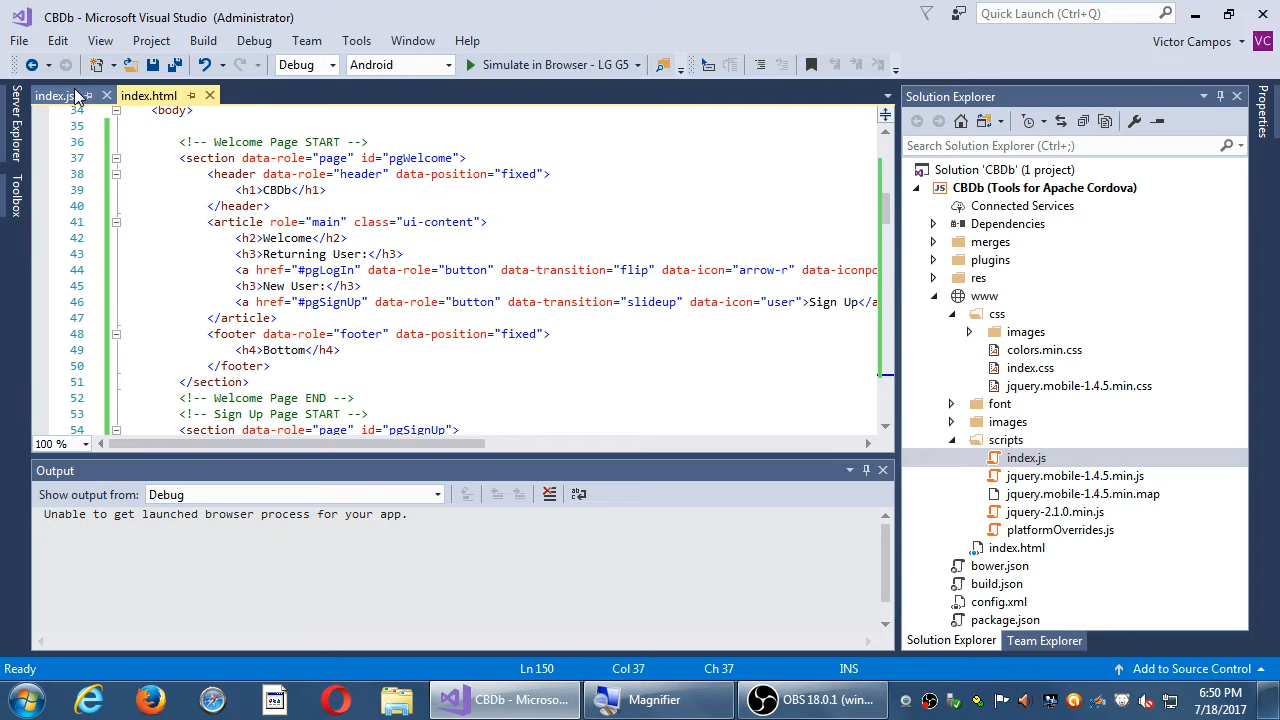 CBDb - Microsoft Visual Studio (Administrator)
Quick Launch (Ctrl+Q)
File Edit View Project Build Debug Team Tools Window Help
Victor Campos VC
Debug Android Simulate in Browser - LG G5
index.js index.html
Server Explorer
Toolbox
34 <body>
35
36 <!-- Welcome Page START -->
37 <section data-role="page" id="pgWelcome">
38 <header data-role="header" data-position="fixed">
39 <h1>CBDb</h1>
40 </header>
41 <article role="main" class="ui-content">
42 <h2>Welcome</h2>
43 <h3>Returning User:</h3>
44 <a href="#pgLogIn" data-role="button" data-transition="flip" data-icon="arrow-r" data-iconpo
45 <h3>New User:</h3>
46 <a href="#pgSignUp" data-role="button" data-transition="slideup" data-icon="user">Sign Up</a
47 </article>
48 <footer data-role="footer" data-position="fixed">
49 <h4>Bottom</h4>
50 </footer>
51 </section>
52 <!-- Welcome Page END -->
53 <!-- Sign Up Page START -->
54 <section data-role="page" id="pgSignUp">
100 %
Output
Show output from: Debug
Unable to get launched browser process for your app.
Solution Explorer
Search Solution Explorer (Ctrl+;)
Solution 'CBDb' (1 project)
JS CBDb (Tools for Apache Cordova)
Connected Services
Dependencies
merges
plugins
res
www
css
images
colors.min.css
index.css
jquery.mobile-1.4.5.min.css
font
images
scripts
index.js
jquery.mobile-1.4.5.min.js
jquery.mobile-1.4.5.min.map
jquery-2.1.0.min.js
platformOverrides.js
index.html
bower.json
build.json
config.xml
package.json
Solution Explorer Team Explorer
Properties
Ready Ln 150 Col 37 Ch 37 INS Add to Source Control
CBDb - Microso... Magnifier OBS 18.0.1 (win...
6:50 PM
7/18/2017